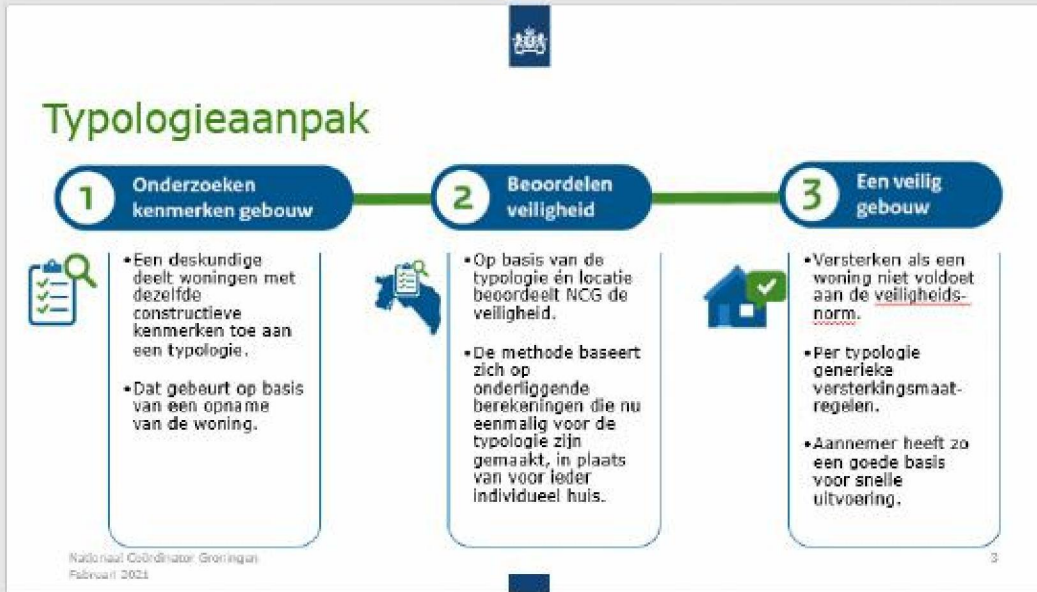 Typologieaanpak
1
Onderzoeken
kenmerken gebouw
•Een deskundige
deelt woningen met
dezelfde
constructieve
kenmerken toe aan
een typologie.
•Dat gebeurt op basis
van een opname
van de woning.
2
Beoordelen
veiligheid
•Op basis van de
typologie én locatie
beoordeelt NCG de
veiligheid.
•De methode baseert
zich op
onderliggende
berekeningen die nu
eenmalig voor de
typologie zijn
gemaakt, in plaats
van voor ieder
individueel huis.
3
Een veilig
gebouw
•Versterken als een
woning niet voldoet
aan de veiligheids-
norm.
•Per typologie
generieke
versterkingsmaat-
regelen.
•Aannemer heeft zo
een goede basis
voor snelle
uitvoering.
Nationaal Coördinator Groningen
Februari 2021
3